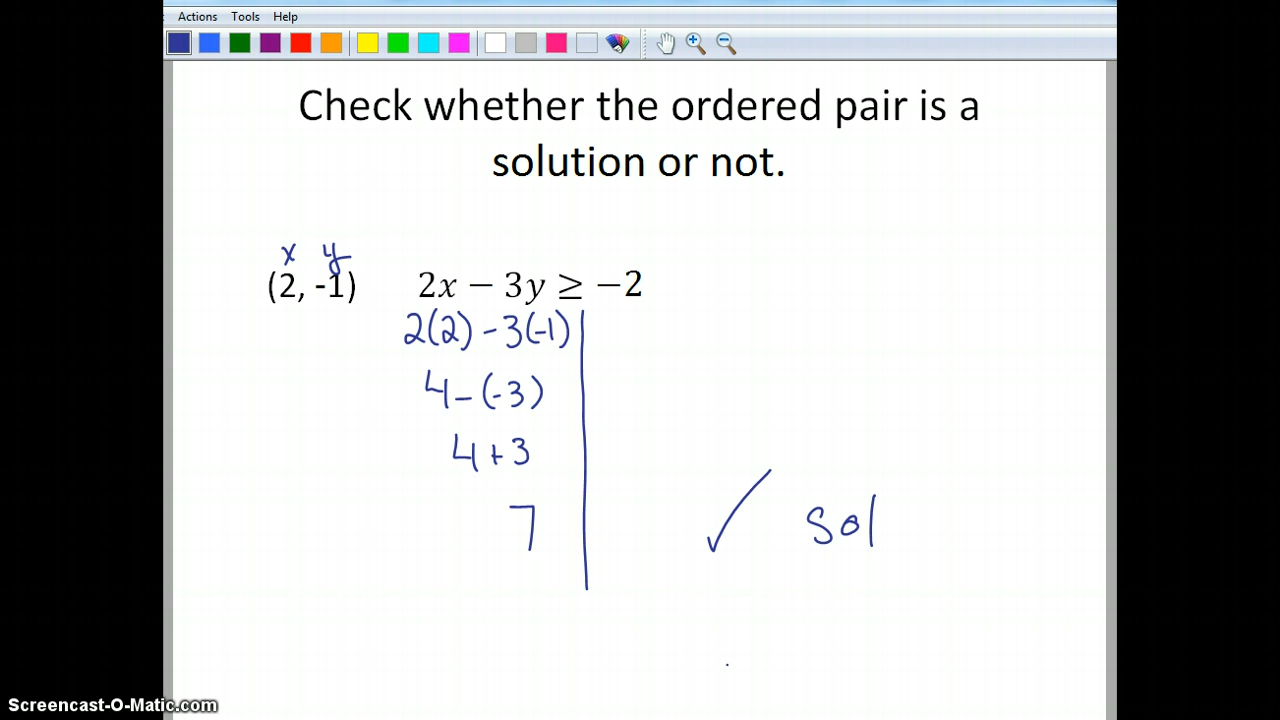 Actions Tools Help
Check whether the ordered pair is a
solution or not.
x y
(2, -1) 2x − 3y ≥ −2
2(2) - 3(-1)
4 - (-3)
4 + 3
7
✓ sol
Screencast-O-Matic.com